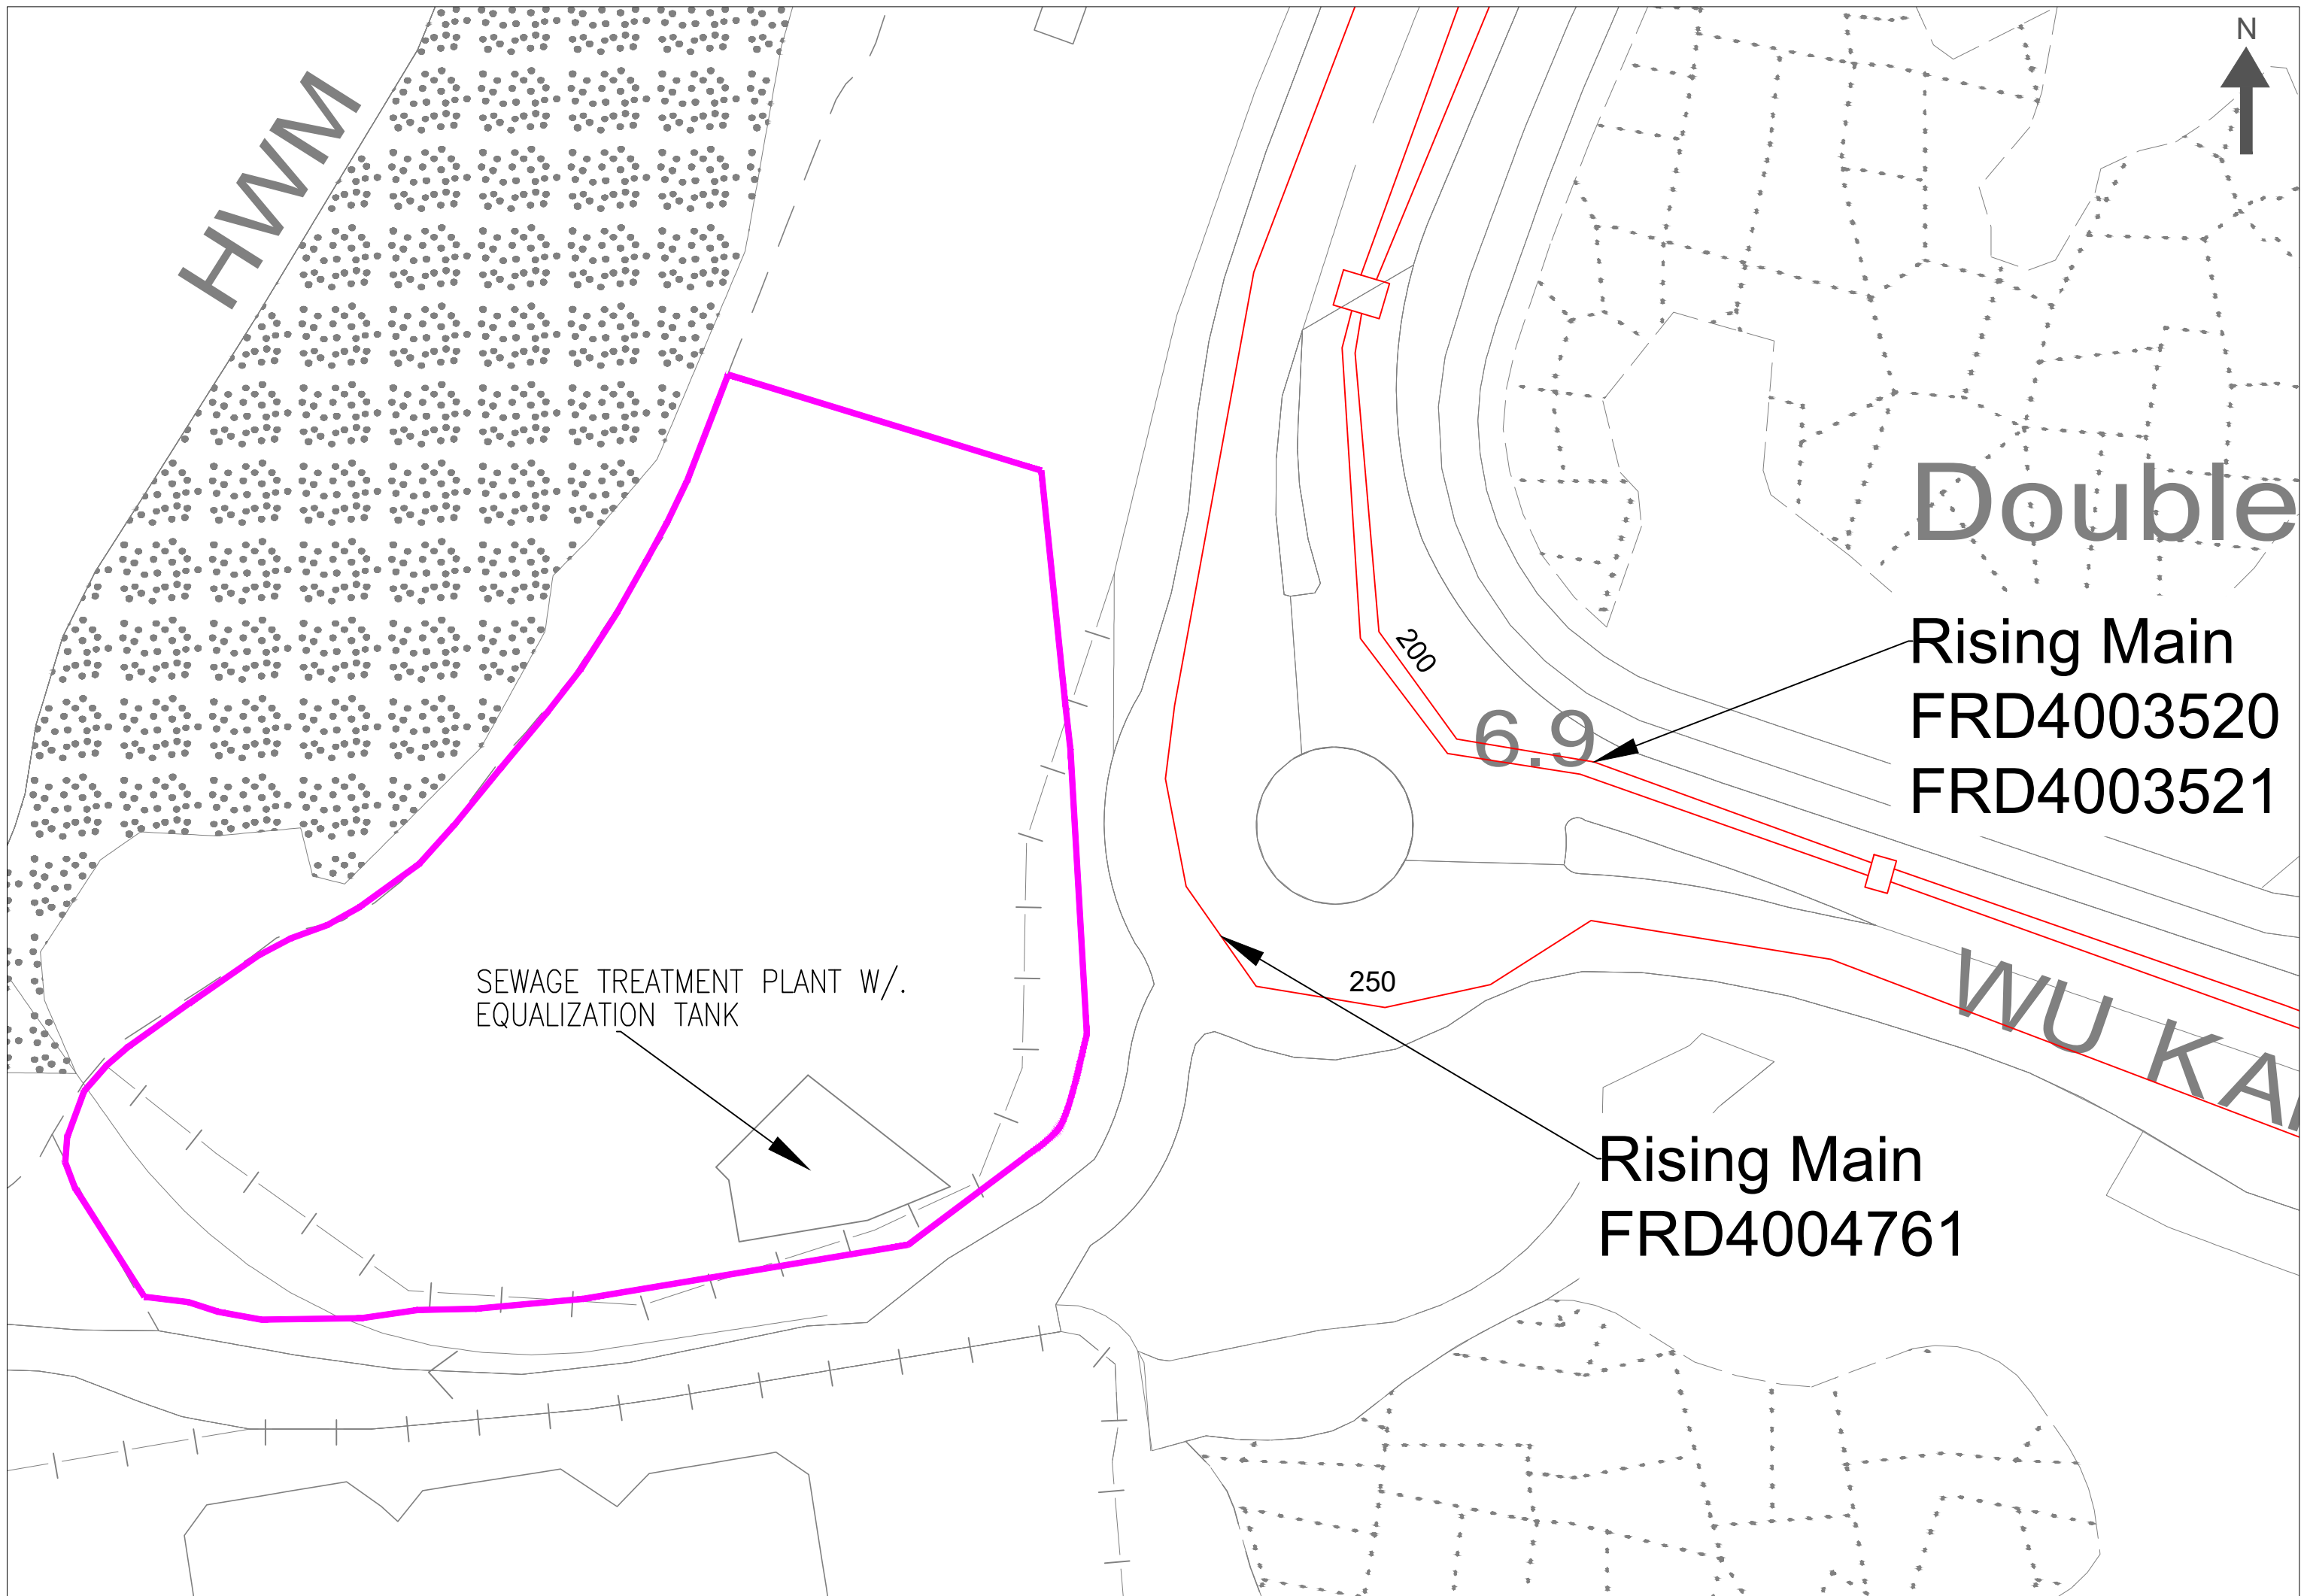 N
HWM
Double
200
Rising Main
FRD4003520
FRD4003521
6.9
SEWAGE TREATMENT PLANT W/.
EQUALIZATION TANK
250
WU KA
Rising Main
FRD4004761